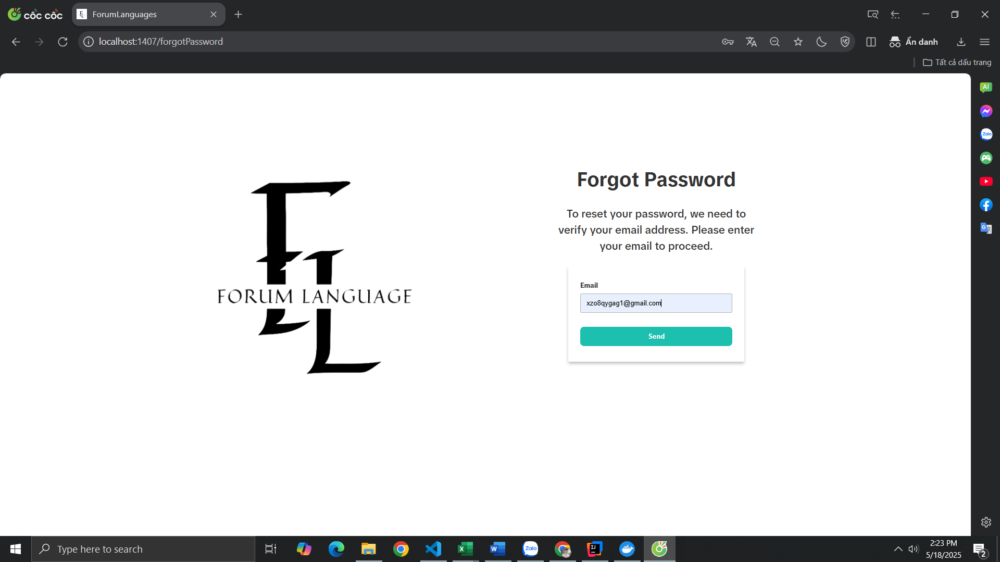 cốc cốc
ForumLanguages
localhost:1407/forgotPassword
Ẩn danh
Tất cả dấu trang
AI
Zalo
FORUM LANGUAGE
Forgot Password
To reset your password, we need to
verify your email address. Please enter
your email to proceed.
Email
xzo8qygag1@gmail.com
Send
Type here to search
Zalo
2:23 PM
5/18/2025
2